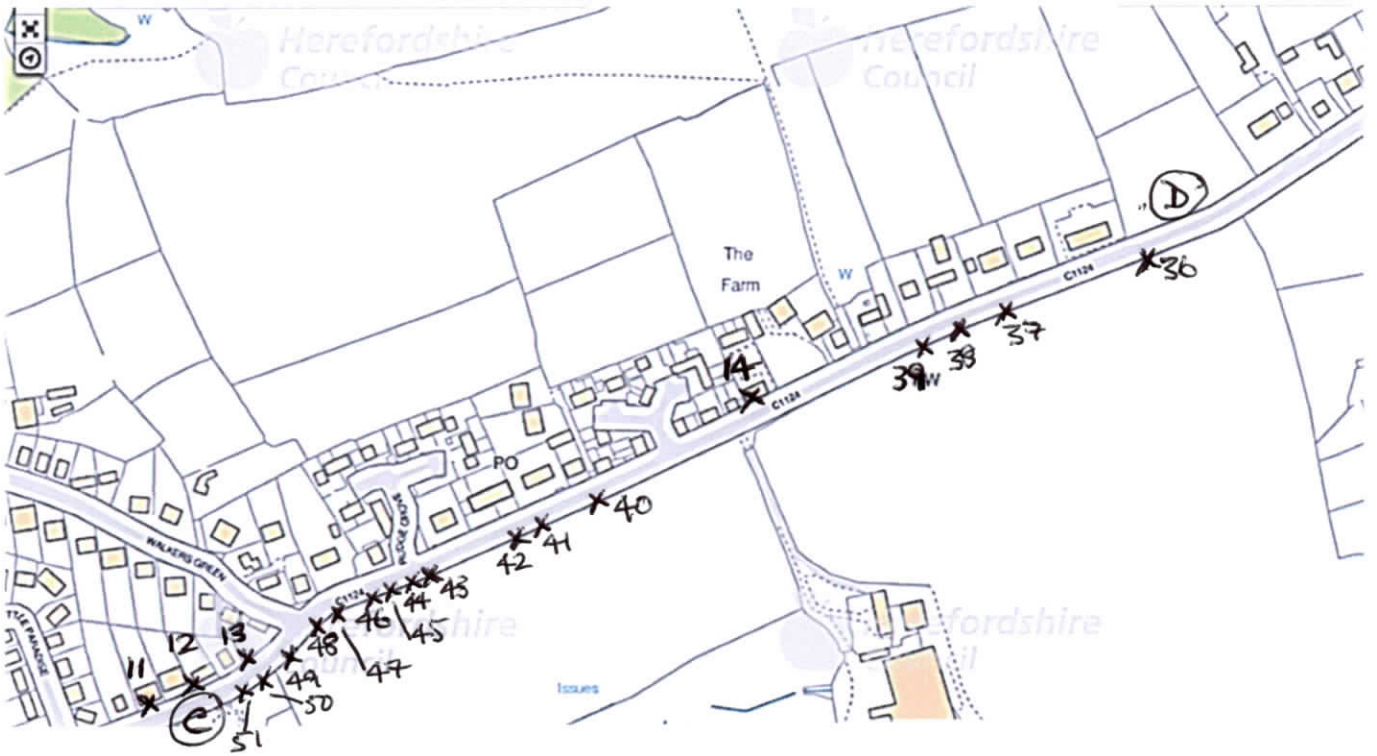 W
Herefordshire
Council
Herefordshire
Council
D
The
Farm
W
C1124
36
37
38
39
W
14
C1124
PO
40
41
42
43
44
45
46
47
48
49
50
51
C1124
WALKERS GREEN
11
12
13
C
Herefordshire
Council
Issues